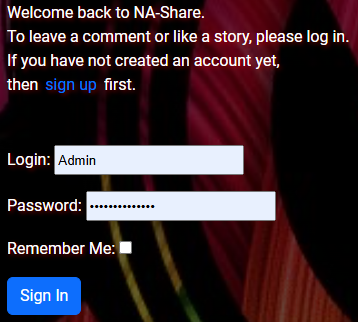 Welcome back to NA-Share.
To leave a comment or like a story, please log in.
If you have not created an account yet,
then sign up first.
Login: Admin
Password: ••••••••••••••
Remember Me:
Sign In